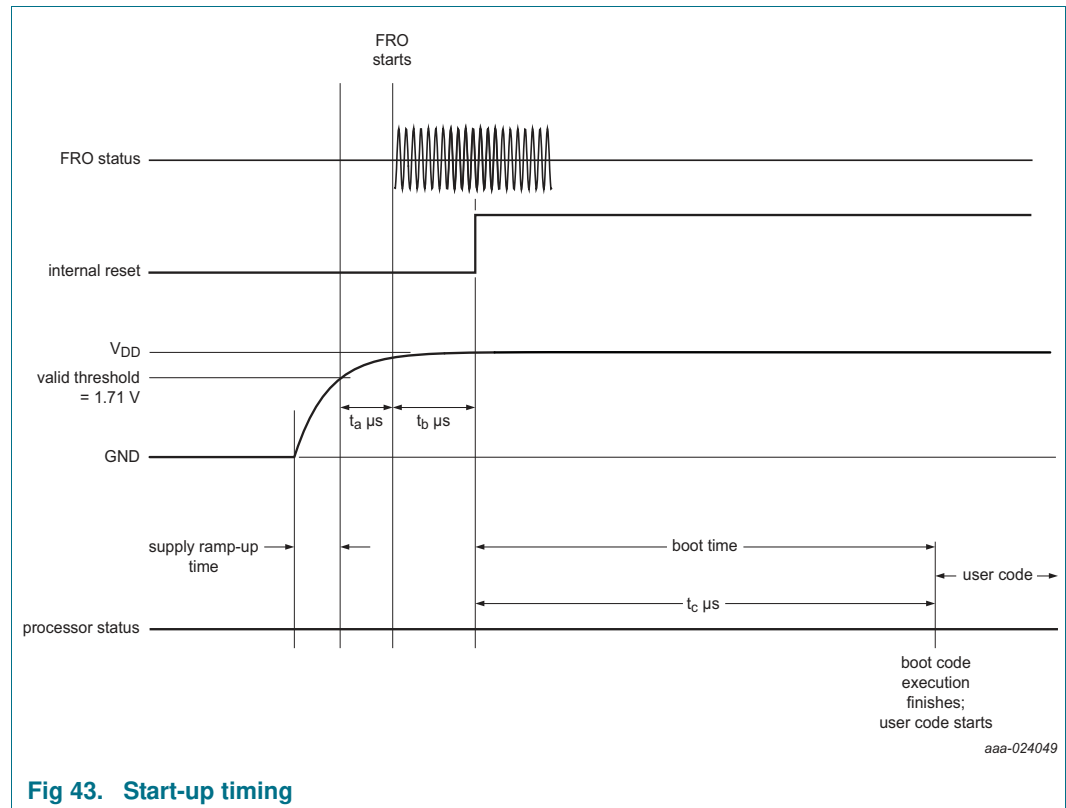 FRO
starts
FRO status
internal reset
VDD
valid threshold
= 1.71 V
ta μs
tb μs
GND
supply ramp-up
time
boot time
user code
tc μs
processor status
boot code
execution
finishes;
user code starts
aaa-024049
Fig 43. Start-up timing